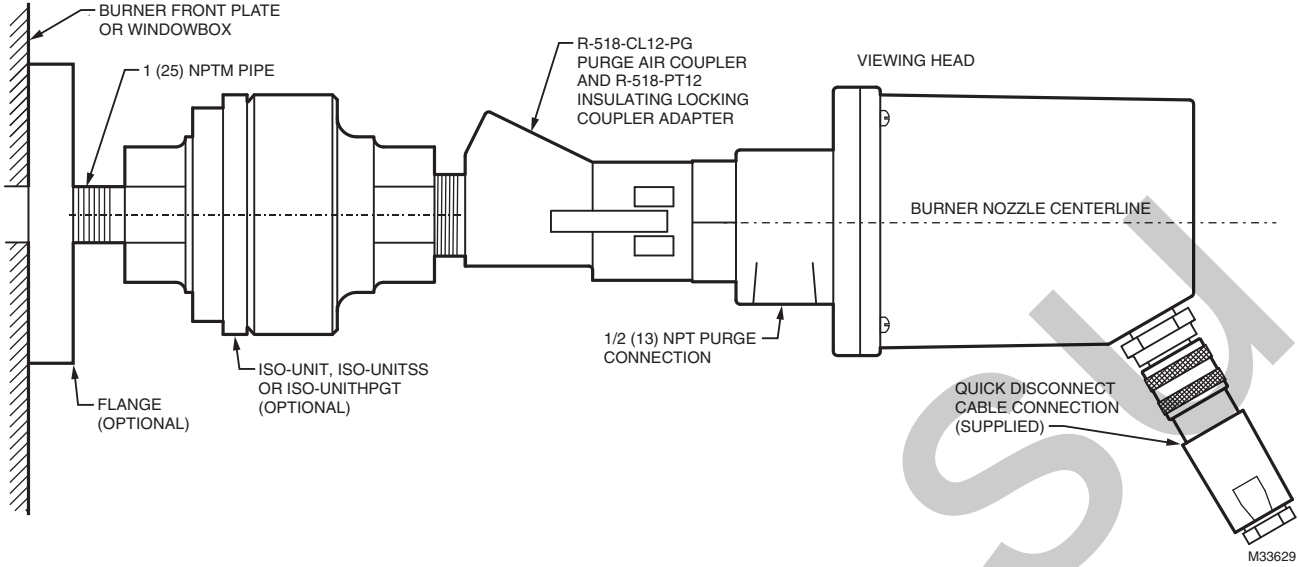 BURNER FRONT PLATE
OR WINDOWBOX
1 (25) NPTM PIPE
R-518-CL12-PG
PURGE AIR COUPLER
AND R-518-PT12
INSULATING LOCKING
COUPLER ADAPTER
VIEWING HEAD
BURNER NOZZLE CENTERLINE
1/2 (13) NPT PURGE
CONNECTION
ISO-UNIT, ISO-UNITSS
OR ISO-UNITHPGT
(OPTIONAL)
FLANGE
(OPTIONAL)
QUICK DISCONNECT
CABLE CONNECTION
(SUPPLIED)
M33629
su